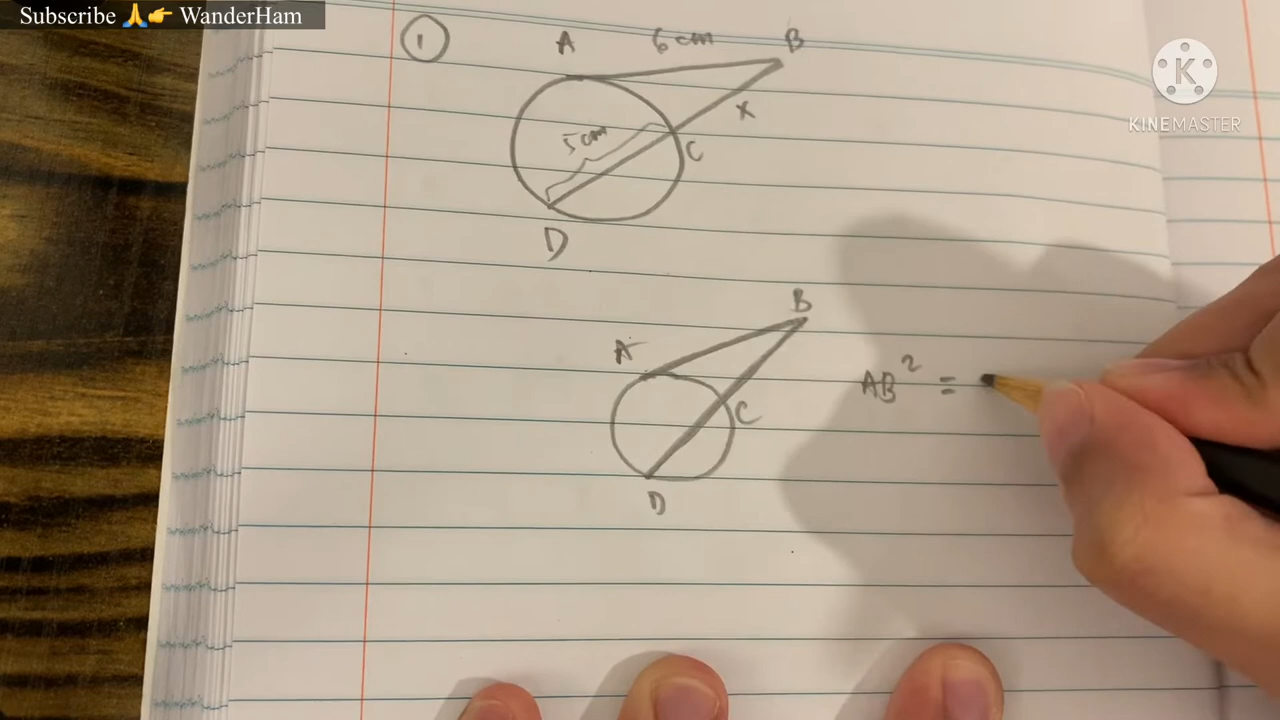 Subscribe 🙏👉 WanderHam
K
KINEMASTER
1
A 6 cm B
x
5 cm
C
D
B
A
AB² =
C
D